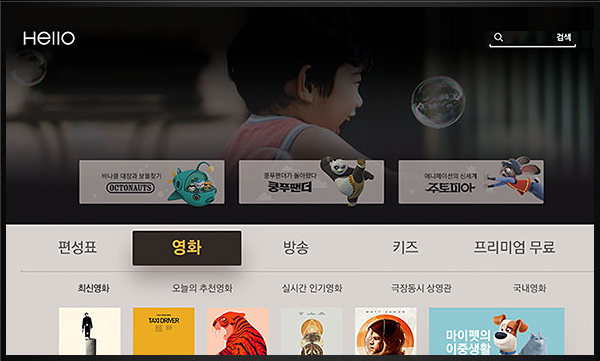 Hello
검색
바나클 대장과 보물찾기
OCTONAUTS
쿵푸팬더가 돌아왔다
쿵푸팬더
애니메이션의 신세계
주토피아
편성표
영화
방송
키즈
프리미엄 무료
최신영화
오늘의 추천영화
실시간 인기영화
극장동시 상영관
국내영화
TAXI DRIVER
MATT DAMON
마이펫의
이중생활